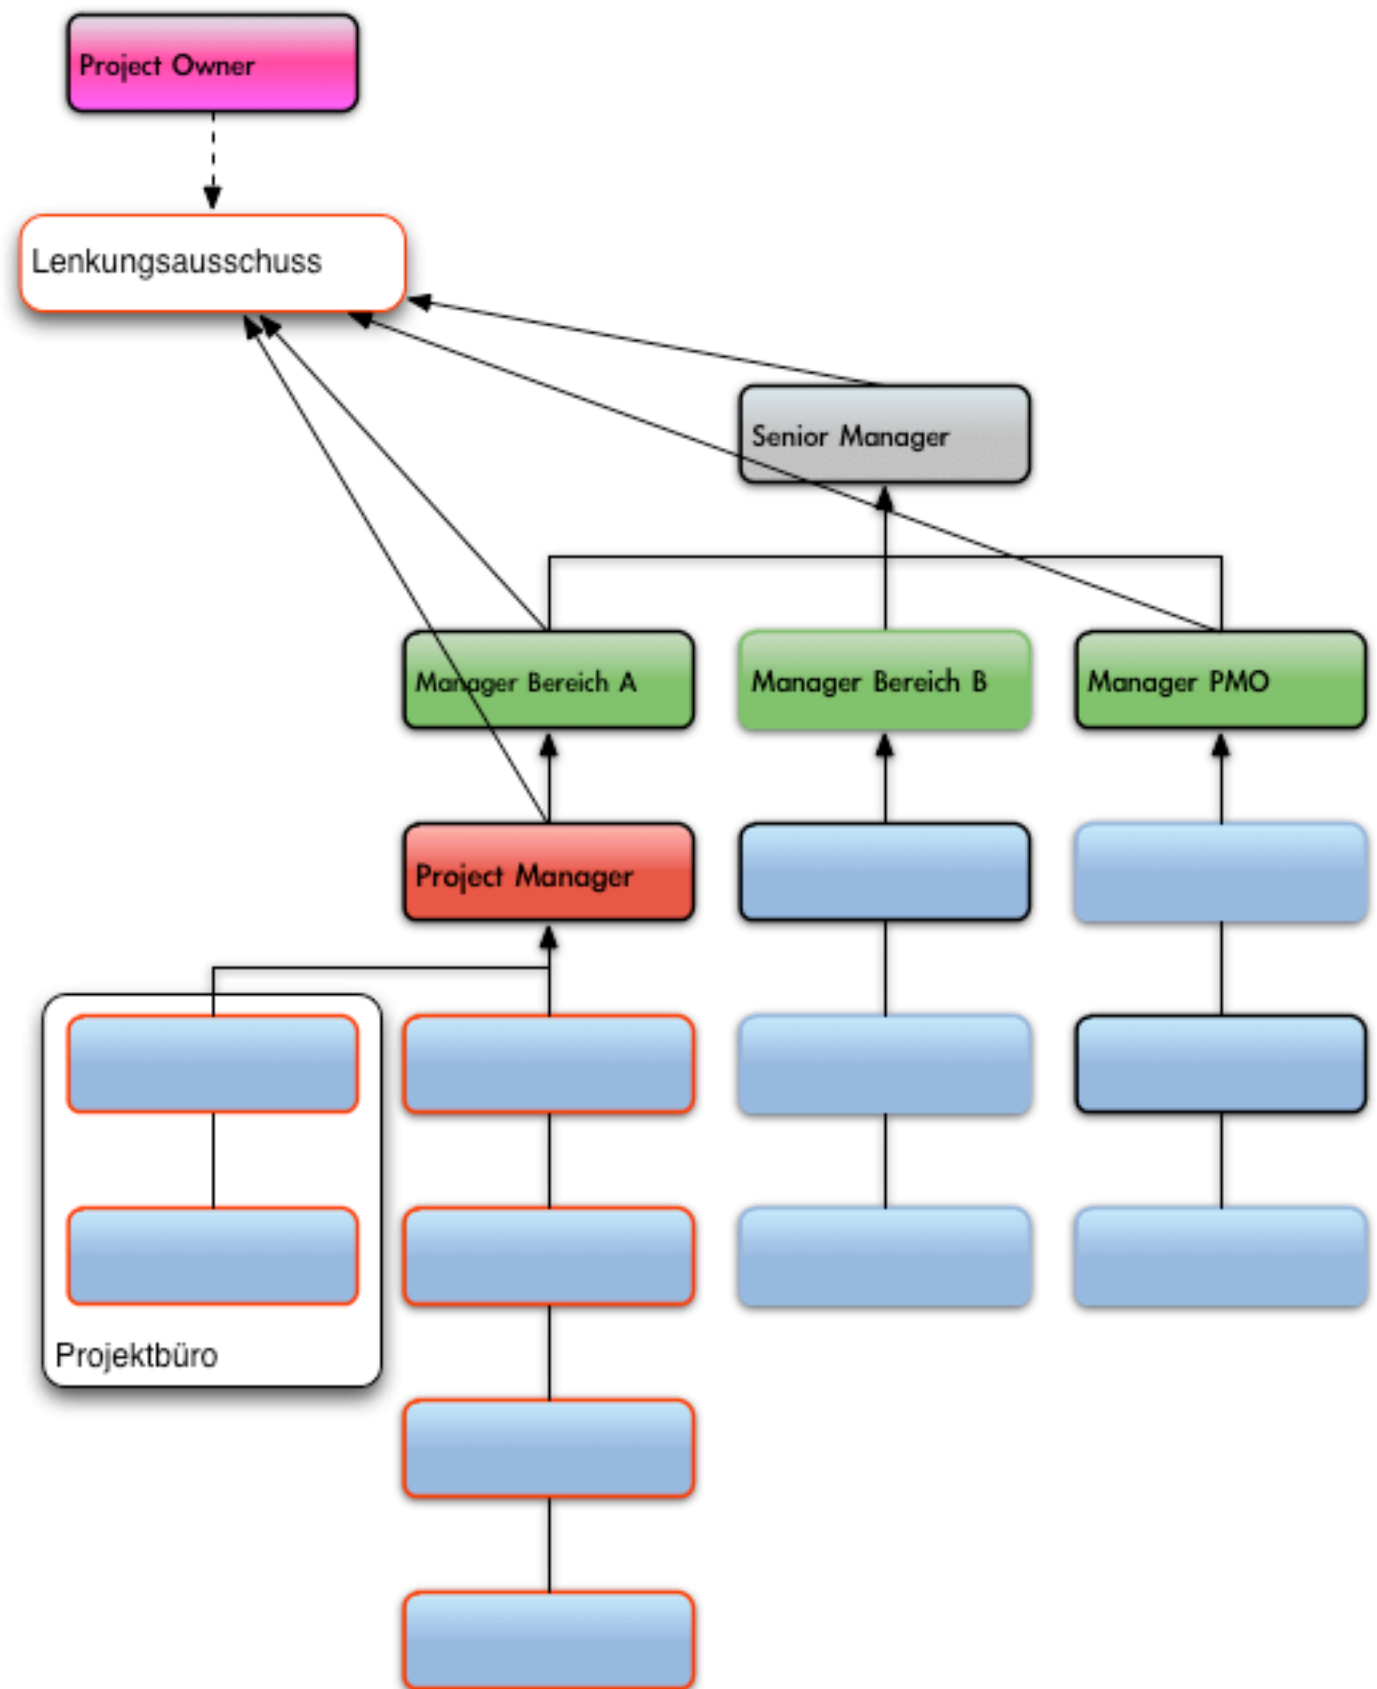 Project Owner
Lenkungsausschuss
Senior Manager
Manager Bereich A
Manager Bereich B
Manager PMO
Project Manager
Projektbüro